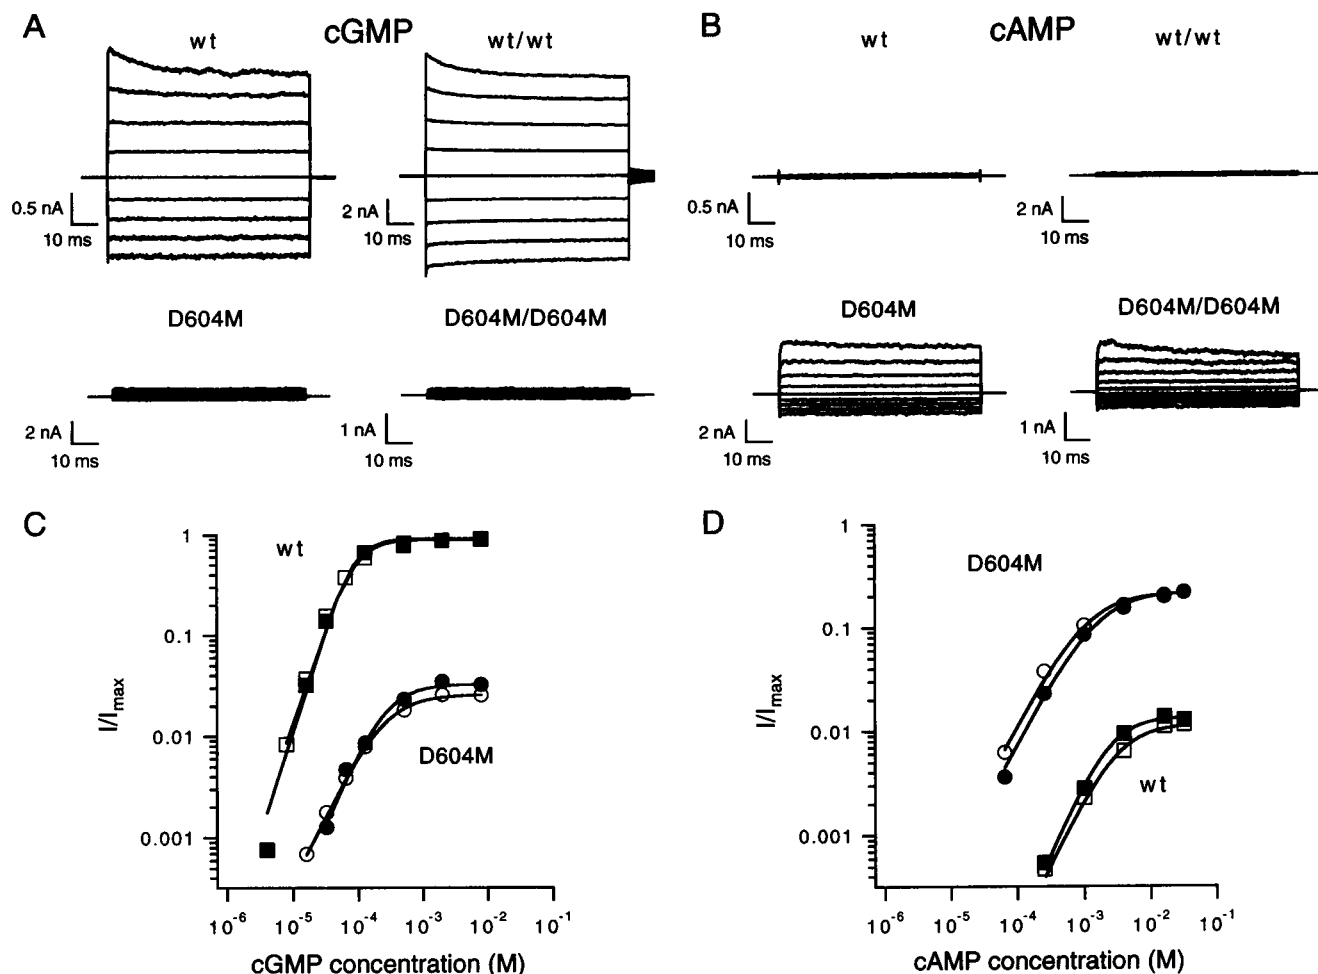 A
cGMP
wt
wt/wt
0.5 nA
10 ms
2 nA
10 ms
D604M
D604M/D604M
2 nA
10 ms
1 nA
10 ms
B
cAMP
wt
wt/wt
0.5 nA
10 ms
2 nA
10 ms
D604M
D604M/D604M
2 nA
10 ms
1 nA
10 ms
C
wt
D604M
I/Imax
1
0.1
0.01
0.001
10⁻⁶ 10⁻⁵ 10⁻⁴ 10⁻³ 10⁻² 10⁻¹
cGMP concentration (M)
D
D604M
wt
I/Imax
1
0.1
0.01
0.001
10⁻⁶ 10⁻⁵ 10⁻⁴ 10⁻³ 10⁻² 10⁻¹
cAMP concentration (M)